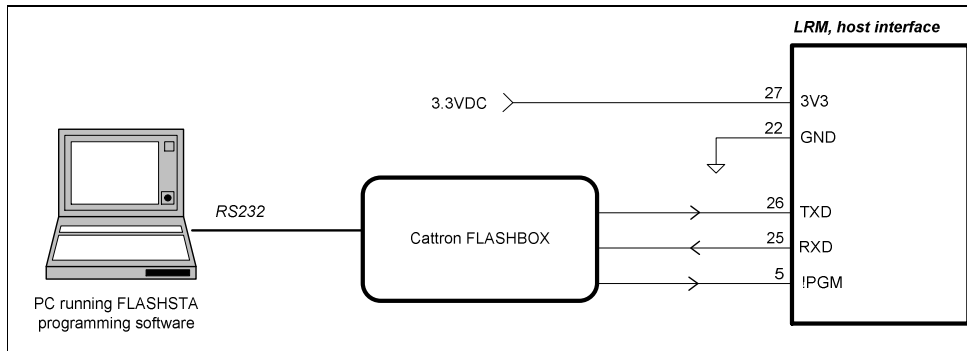 LRM, host interface
3.3VDC
27 3V3
22 GND
RS232
Cattron FLASHBOX
26 TXD
25 RXD
5 !PGM
PC running FLASHSTA
programming software